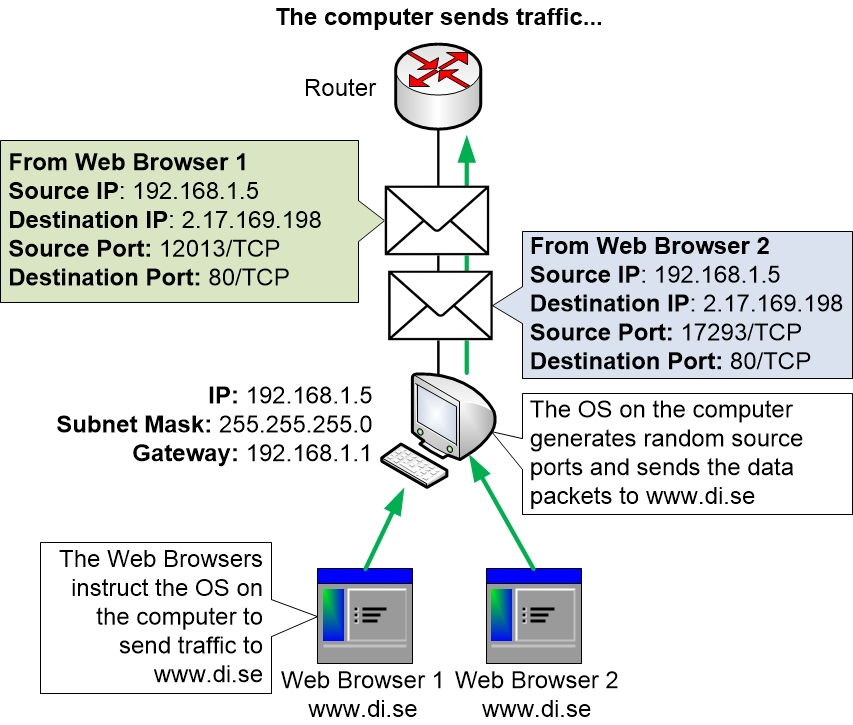 The computer sends traffic...
Router
From Web Browser 1
Source IP: 192.168.1.5
Destination IP: 2.17.169.198
Source Port: 12013/TCP
Destination Port: 80/TCP
From Web Browser 2
Source IP: 192.168.1.5
Destination IP: 2.17.169.198
Source Port: 17293/TCP
Destination Port: 80/TCP
IP: 192.168.1.5
Subnet Mask: 255.255.255.0
Gateway: 192.168.1.1
The OS on the computer
generates random source
ports and sends the data
packets to www.di.se
The Web Browsers
instruct the OS on
the computer to
send traffic to
www.di.se
Web Browser 1
www.di.se
Web Browser 2
www.di.se